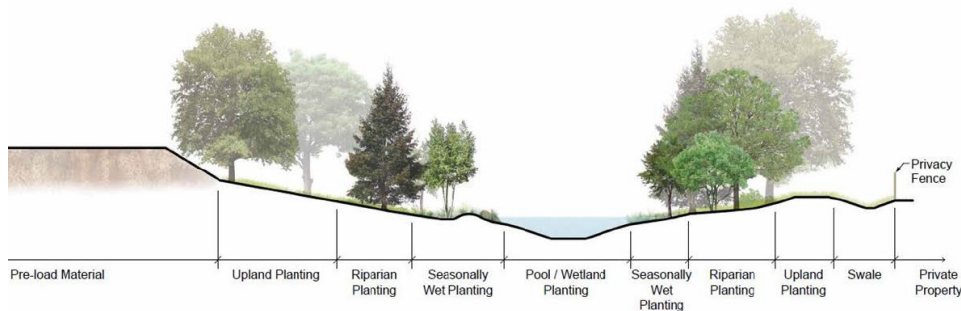 Privacy
Fence
Pre-load Material
Upland Planting
Riparian
Planting
Seasonally
Wet Planting
Pool / Wetland
Planting
Seasonally
Wet
Planting
Riparian
Planting
Upland
Planting
Swale
Private
Property